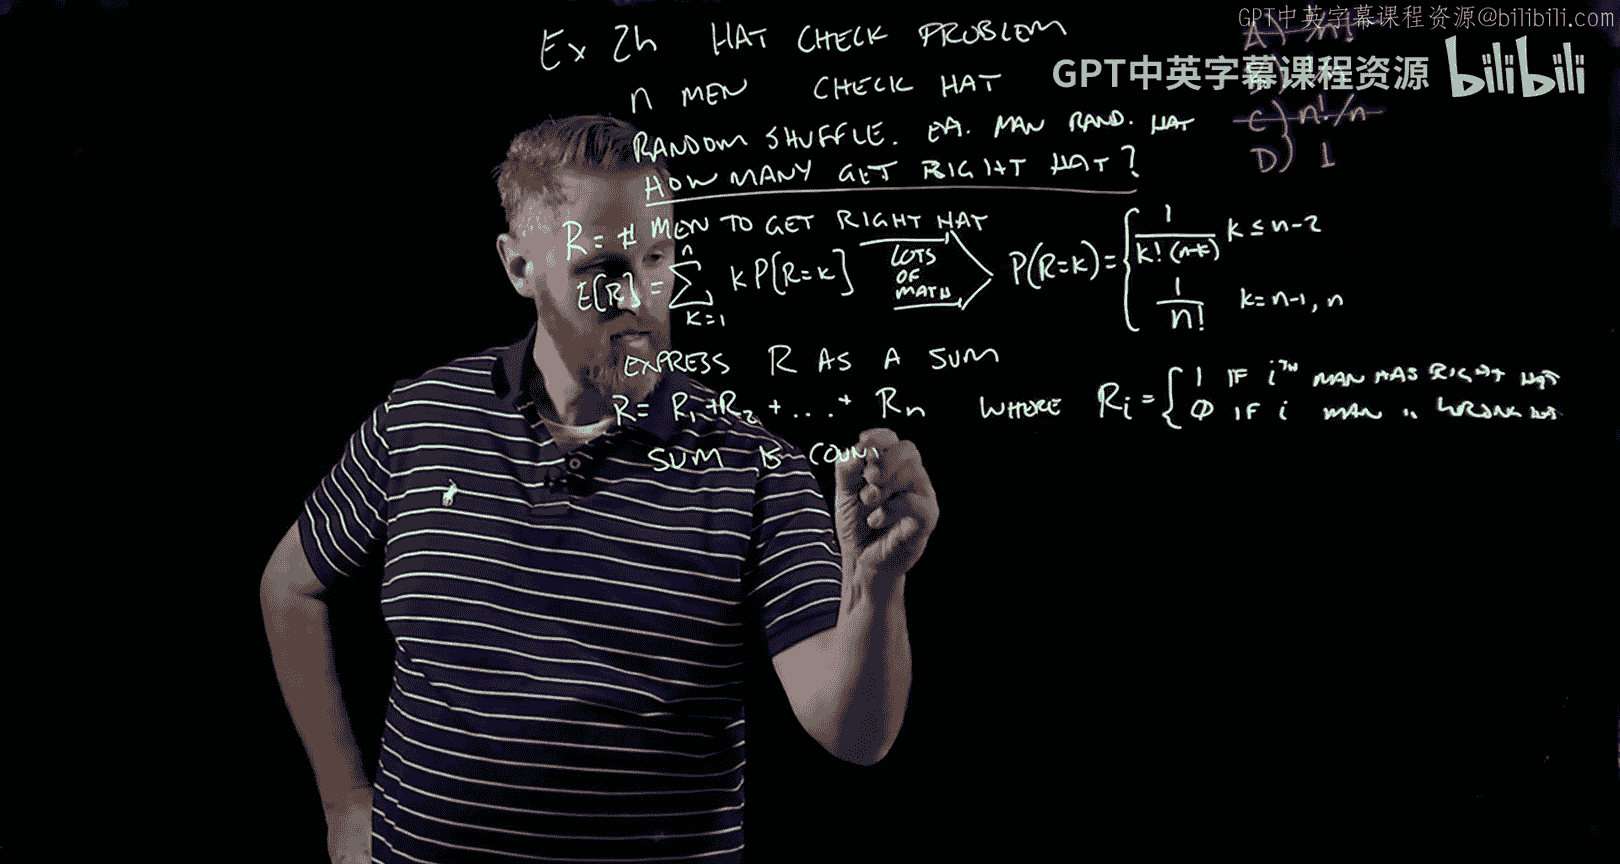 GPT中英字幕课程资源@bilibili.com
GPT中英字幕课程资源 bilibili
Ex 2h HAT CHECK PROBLEM
n MEN CHECK HAT
RANDOM SHUFFLE. EA. MAN RAND. HAT
HOW MANY GET RIGHT HAT?
A) n!
C) n!/n
D) 1
R = # MEN TO GET RIGHT HAT
E[R] = ∑_{k=1}^{n} k P[R=k] LOTS OF MATH P(R=k) = { 1/(k!(n-k)) k ≤ n-2
1/n! k=n-1, n
EXPRESS R AS A SUM
R = R₁ + R₂ + ... + Rₙ WHERE Rᵢ = { 1 IF iTH MAN HAS RIGHT HAT
0 IF i MAN " WRONG HAT
SUM IS COUNT